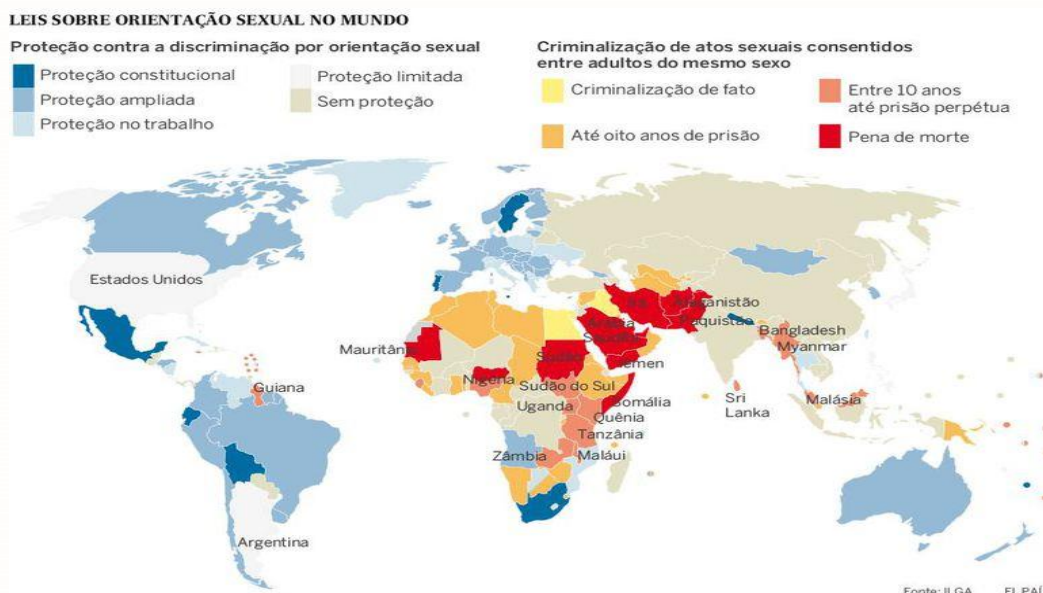 LEIS SOBRE ORIENTAÇÃO SEXUAL NO MUNDO
Proteção contra a discriminação por orientação sexual
Proteção constitucional
Proteção ampliada
Proteção no trabalho
Proteção limitada
Sem proteção
Criminalização de atos sexuais consentidos
entre adultos do mesmo sexo
Criminalização de fato
Até oito anos de prisão
Entre 10 anos
até prisão perpétua
Pena de morte
Estados Unidos
Guiana
Argentina
Mauritânia
Nigéria
Sudão
Sudão do Sul
Uganda
Somália
Quênia
Tanzânia
Zâmbia
Maláui
Irã
Arábia
Saudita
Iemen
Afeganistão
Paquistão
Bangladesh
Myanmar
Sri
Lanka
Malásia
Fonte: ILGA
EL PAÍ